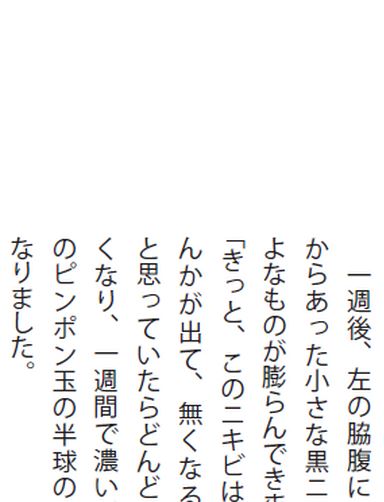 一週後、左の脇腹に
からあった小さな黒ニ
よなものが膨らんでき
「きっと、このニキビは
んかが出て、無くなる
と思っていたらどんど
くなり、一週間で濃い
のピンポン玉の半球の
なりました。